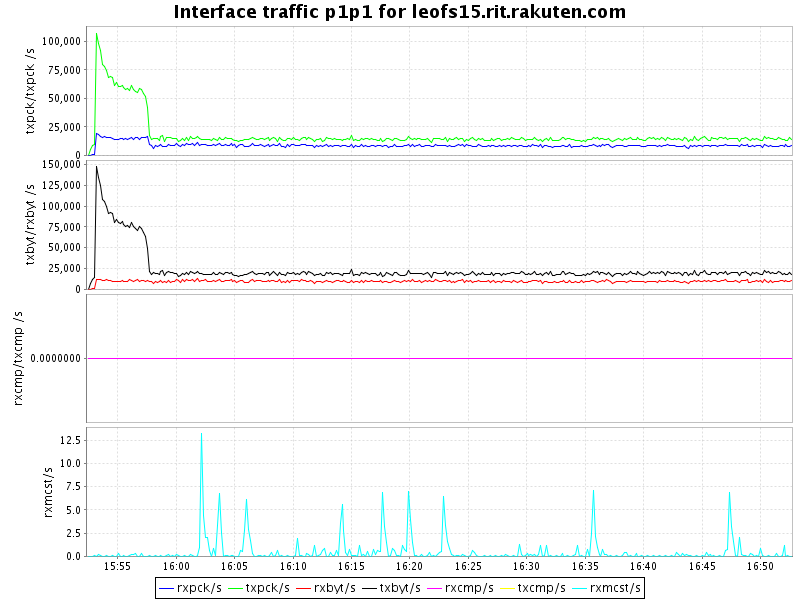 Interface traffic p1p1 for leofs15.rit.rakuten.com
txpck/txpck /s
100,000
75,000
50,000
25,000
0
txbyt/rxbyt /s
150,000
125,000
100,000
75,000
50,000
25,000
0
rxcmp/txcmp /s
0.0000000
rxmcst/s
12.5
10.0
7.5
5.0
2.5
0.0
15:55 16:00 16:05 16:10 16:15 16:20 16:25 16:30 16:35 16:40 16:45 16:50
rxpck/s txpck/s rxbyt/s txbyt/s rxcmp/s txcmp/s rxmcst/s